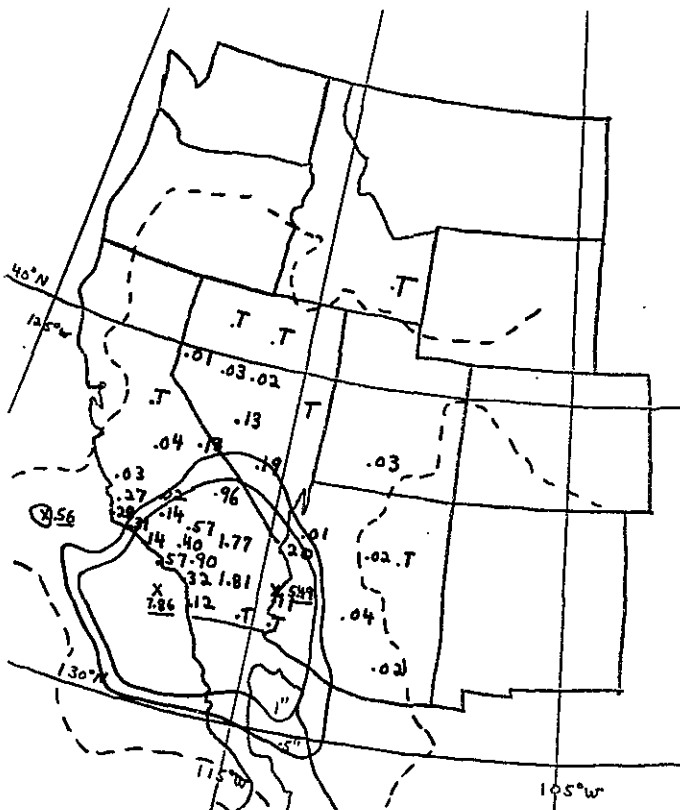 40°N
125°W
.T
.T .T
.01 .03 .02
.T T
.13
.04 .13
.19 .03
.03
.27 .02 .96
.28 .14
.31 .57 .01
.14 .40 1.77 .20
.57 .90 .02 .T
.32 1.81
X X 5.49
7.86 .12
.T .T .04
X .56
.02
130°N
1"
.5"
115°W
105°W